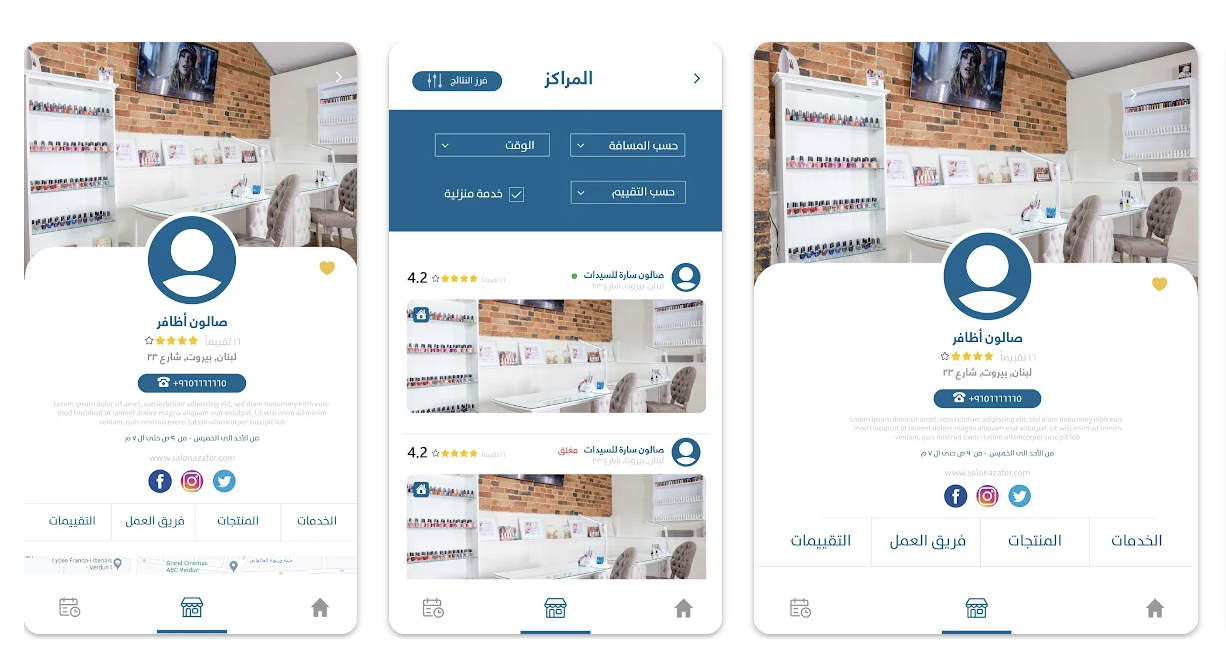 صالون أظافر
١٦ تقييماً
لبنان, بيروت, شارع ٢٣
Lorem ipsum dolor sit amet, consectetuer adipiscing elit, sed diam nonummy nibh euis-
mod tincidunt ut laoreet dolore magna aliquam erat volutpat. Ut wisi enim ad minim
veniam, quis nostrud exerci tation ullamcorper suscipit lob
من الأحد الى الخميس - من ٩ ص حتى ال ٧ م
www.salonazafer.com
الخدمات
المنتجات
فريق العمل
التقييمات
Lycée Franco-Libanais
- Verdun I
Grand Cinemas
ABC Verdun
المراكز
فرز النتائج
حسب المسافة
الوقت
حسب التقييم
خدمة منزلية
صالون سارة للسيدات
١٦ تقييماً
4.2
لبنان, بيروت, شارع ٢٣
صالون سارة للسيدات
مغلق
١٦ تقييماً
4.2
لبنان, بيروت, شارع ٢٣
صالون أظافر
١٦ تقييماً
لبنان, بيروت, شارع ٢٣
Lorem ipsum dolor sit amet, consectetuer adipiscing elit, sed diam nonummy nibh euis-
mod tincidunt ut laoreet dolore magna aliquam erat volutpat. Ut wisi enim ad minim
veniam, quis nostrud exerci tation ullamcorper suscipit lob
من الأحد الى الخميس - من ٩ ص حتى ال ٧ م
www.salonazafer.com
الخدمات
المنتجات
فريق العمل
التقييمات